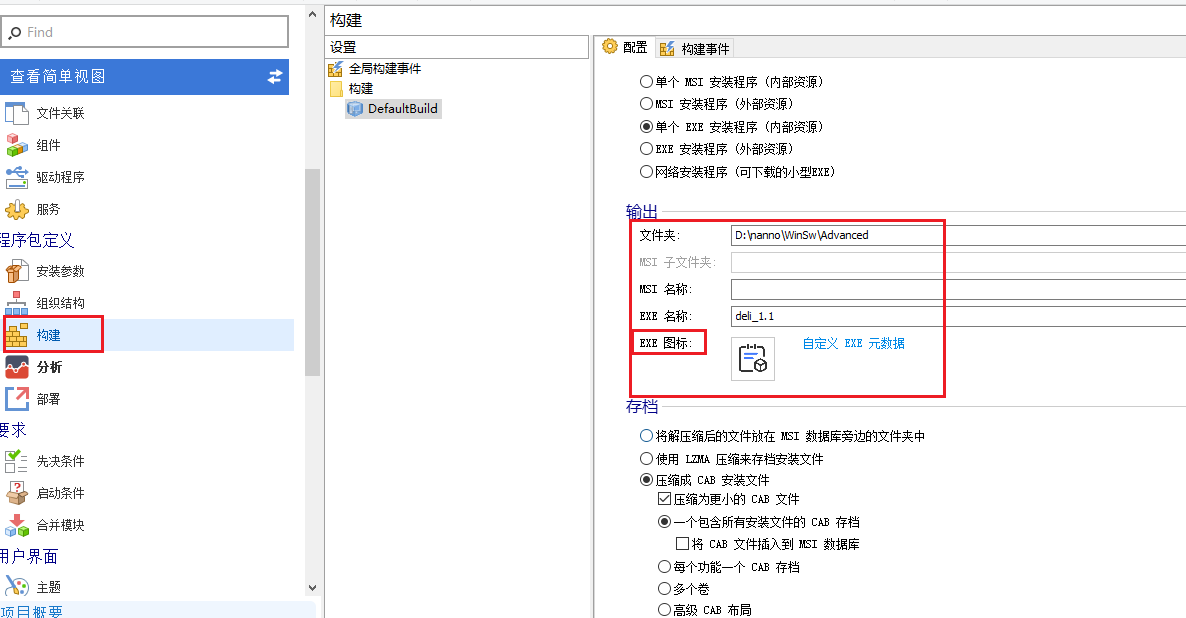 Find
查看简单视图
文件关联
组件
驱动程序
服务
程序包定义
安装参数
组织结构
构建
分析
部署
要求
先决条件
启动条件
合并模块
用户界面
主题
项目概要
构建
设置
全局构建事件
构建
DefaultBuild
配置
构建事件
单个 MSI 安装程序（内部资源）
MSI 安装程序（外部资源）
单个 EXE 安装程序（内部资源）
EXE 安装程序（外部资源）
网络安装程序（可下载的小型EXE）
输出
文件夹: D:\nanno\WinSw\Advanced
MSI 子文件夹:
MSI 名称:
EXE 名称: deli_1.1
EXE 图标: 自定义 EXE 元数据
存档
将解压缩后的文件放在 MSI 数据库旁边的文件夹中
使用 LZMA 压缩来存档安装文件
压缩成 CAB 安装文件
压缩为更小的 CAB 文件
一个包含所有安装文件的 CAB 存档
将 CAB 文件插入到 MSI 数据库
每个功能一个 CAB 存档
多个卷
高级 CAB 布局